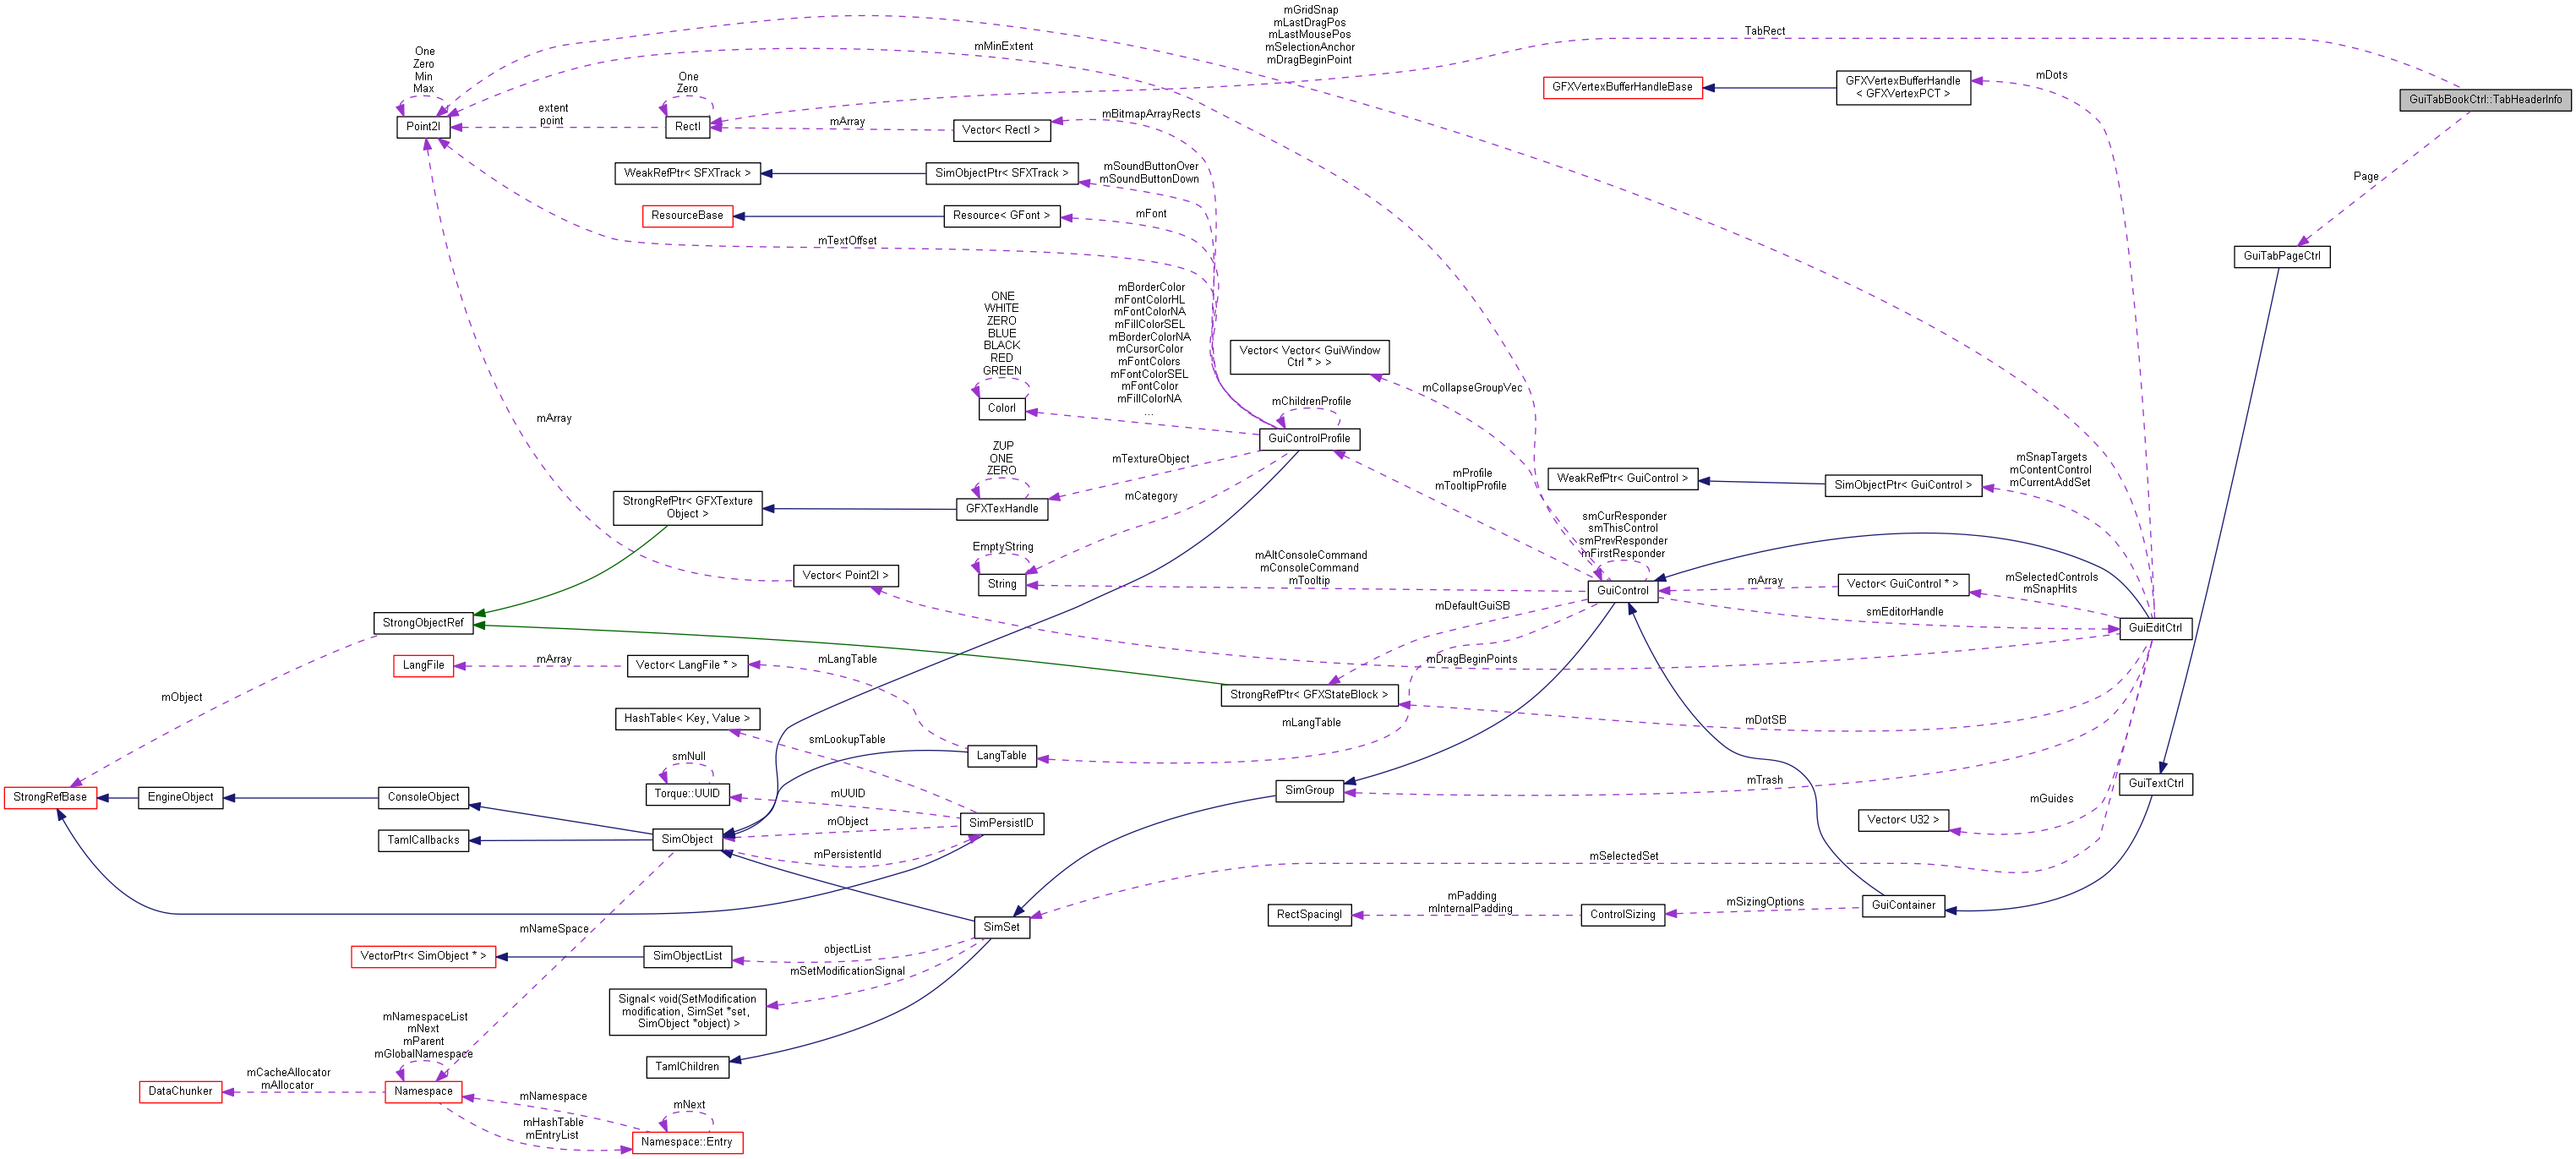 mGridSnap
mLastDragPos
mLastMousePos
mSelectionAnchor
mDragBeginPoint
TabRect
One
Zero
Min
Max
mMinExtent
One
Zero
GFXVertexBufferHandleBase
GFXVertexBufferHandle
< GFXVertexPCT >
mDots
GuiTabBookCtrl::TabHeaderInfo
extent
point
Point2I
RectI
mArray
Vector< RectI >
mBitmapArrayRects
WeakRefPtr< SFXTrack >
SimObjectPtr< SFXTrack >
mSoundButtonOver
mSoundButtonDown
Page
ResourceBase
Resource< GFont >
mFont
mTextOffset
GuiTabPageCtrl
ONE
WHITE
ZERO
BLUE
BLACK
RED
GREEN
ColorI
mBorderColor
mFontColorHL
mFontColorNA
mFillColorSEL
mBorderColorNA
mCursorColor
mFontColors
mFontColorSEL
mFontColor
mFillColorNA
...
Vector< Vector< GuiWindow
Ctrl * > >
mCollapseGroupVec
mChildrenProfile
GuiControlProfile
mArray
ZUP
ONE
ZERO
GFXTexHandle
mTextureObject
mCategory
mProfile
mTooltipProfile
WeakRefPtr< GuiControl >
SimObjectPtr< GuiControl >
mSnapTargets
mContentControl
mCurrentAddSet
StrongRefPtr< GFXTexture
Object >
EmptyString
String
mAltConsoleCommand
mConsoleCommand
mTooltip
smCurResponder
smThisControl
smPrevResponder
mFirstResponder
GuiControl
mArray
Vector< GuiControl * >
mSelectedControls
mSnapHits
Vector< Point2I >
mDefaultGuiSB
smEditorHandle
GuiEditCtrl
StrongObjectRef
LangFile
mArray
Vector< LangFile * >
mLangTable
mDragBeginPoints
StrongRefPtr< GFXStateBlock >
mObject
HashTable< Key, Value >
smLookupTable
mLangTable
mDotSB
LangTable
smNull
Torque::UUID
mUUID
mTrash
SimGroup
GuiTextCtrl
StrongRefBase
EngineObject
ConsoleObject
mGuides
Vector< U32 >
mObject
SimPersistID
TamlCallbacks
SimObject
mPersistentId
mSelectedSet
mPadding
mInternalPadding
RectSpacingI
ControlSizing
mSizingOptions
GuiContainer
mNameSpace
SimSet
VectorPtr< SimObject * >
SimObjectList
objectList
mSetModificationSignal
Signal< void(SetModification
modification, SimSet *set,
SimObject *object) >
mNamespaceList
mNext
mParent
mGlobalNamespace
TamlChildren
DataChunker
mCacheAllocator
mAllocator
Namespace
mNamespace
mNext
mHashTable
mEntryList
Namespace::Entry